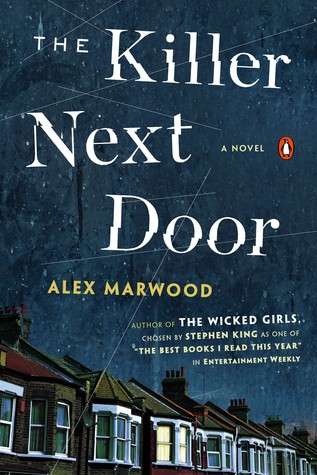 THE Killer
Next
A NOVEL
Door
ALEX MARWOOD
AUTHOR OF THE WICKED GIRLS,
CHOSEN BY STEPHEN KING AS ONE OF
"THE BEST BOOKS I READ THIS YEAR"
IN ENTERTAINMENT WEEKLY